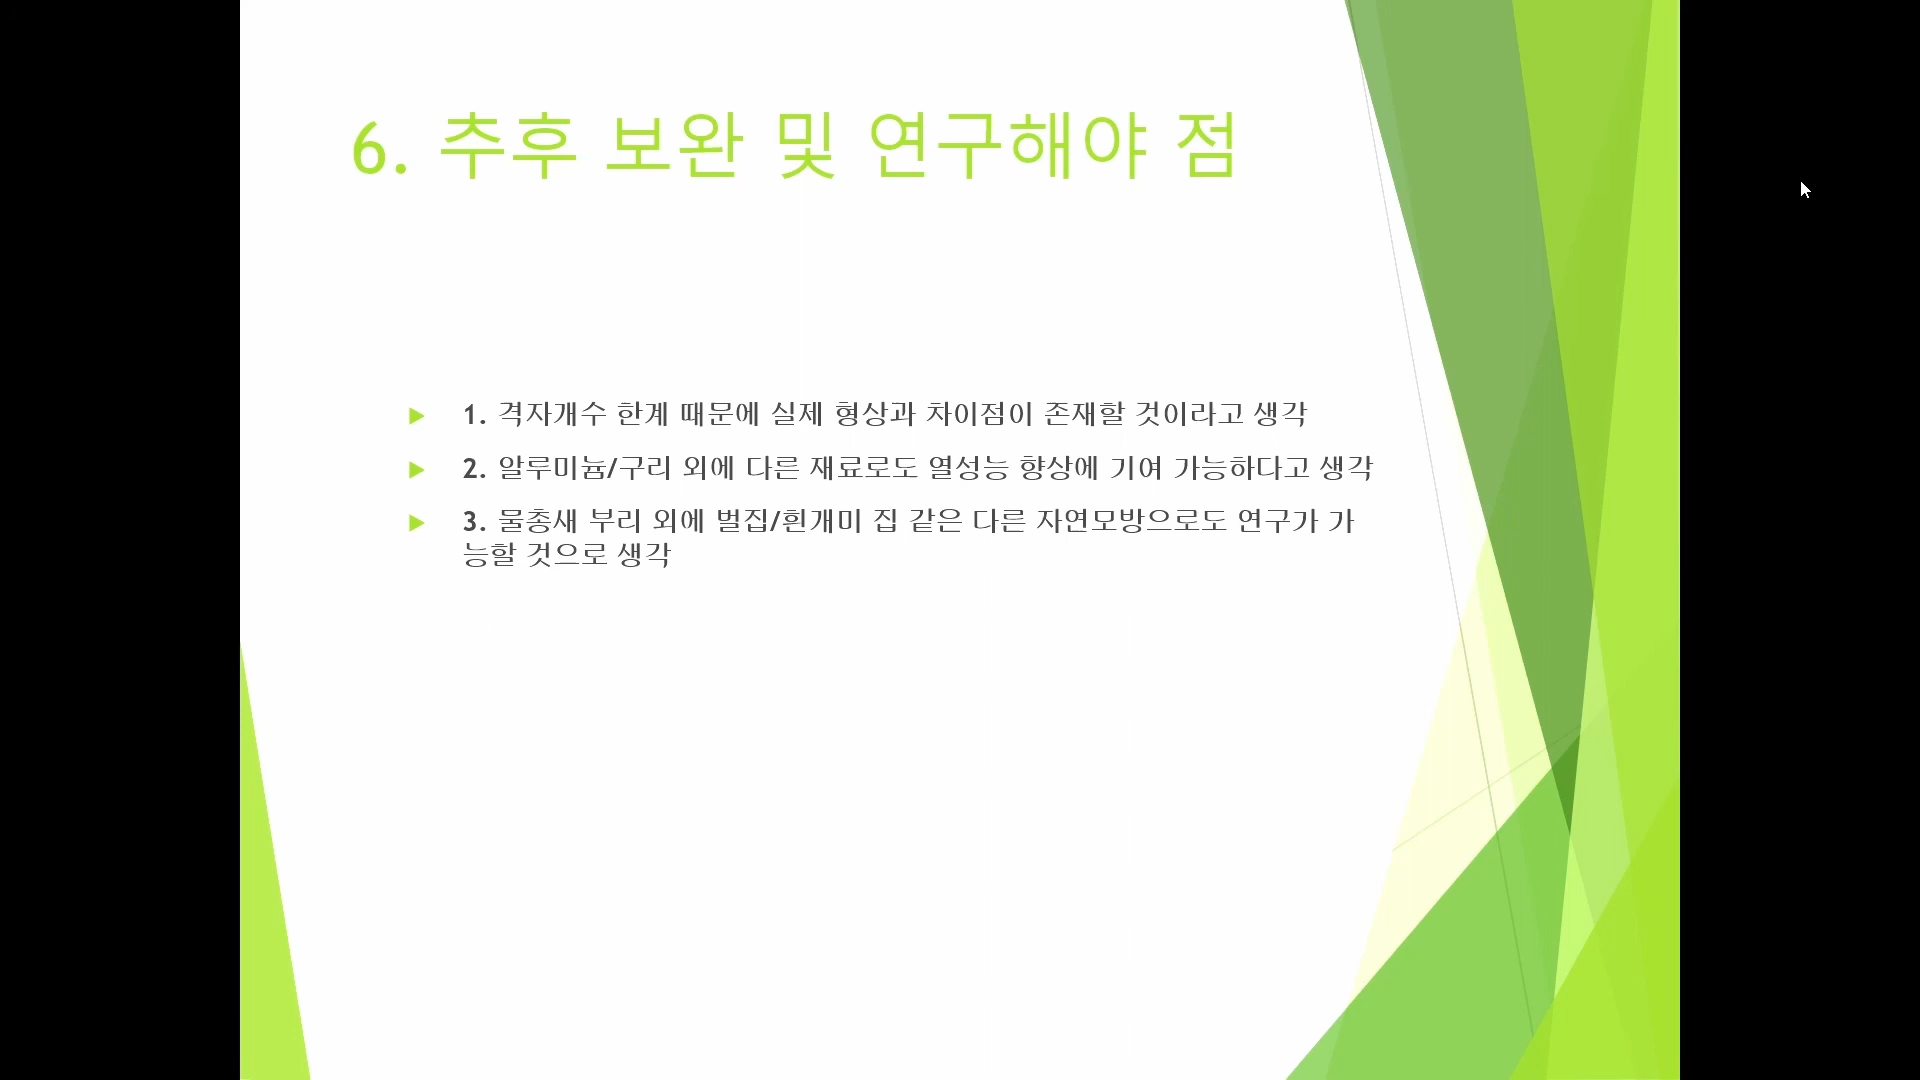 6. 추후 보완 및 연구해야 점
1. 격자개수 한계 때문에 실제 형상과 차이점이 존재할 것이라고 생각
2. 알루미늄/구리 외에 다른 재료로도 열성능 향상에 기여 가능하다고 생각
3. 물총새 부리 외에 벌집/흰개미 집 같은 다른 자연모방으로도 연구가 가
능할 것으로 생각